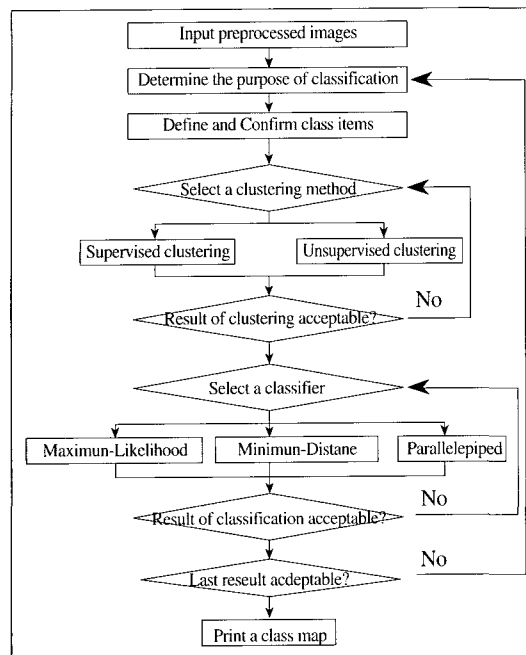 Input preprocessed images
Determine the purpose of classification
Define and Confirm class items
Select a clustering method
Supervised clustering
Unsupervised clustering
Result of clustering acceptable?
No
Select a classifier
Maximun-Likelihood
Minimun-Distane
Parallelepiped
Result of classification acceptable?
No
Last reseult acdeptable?
No
Print a class map